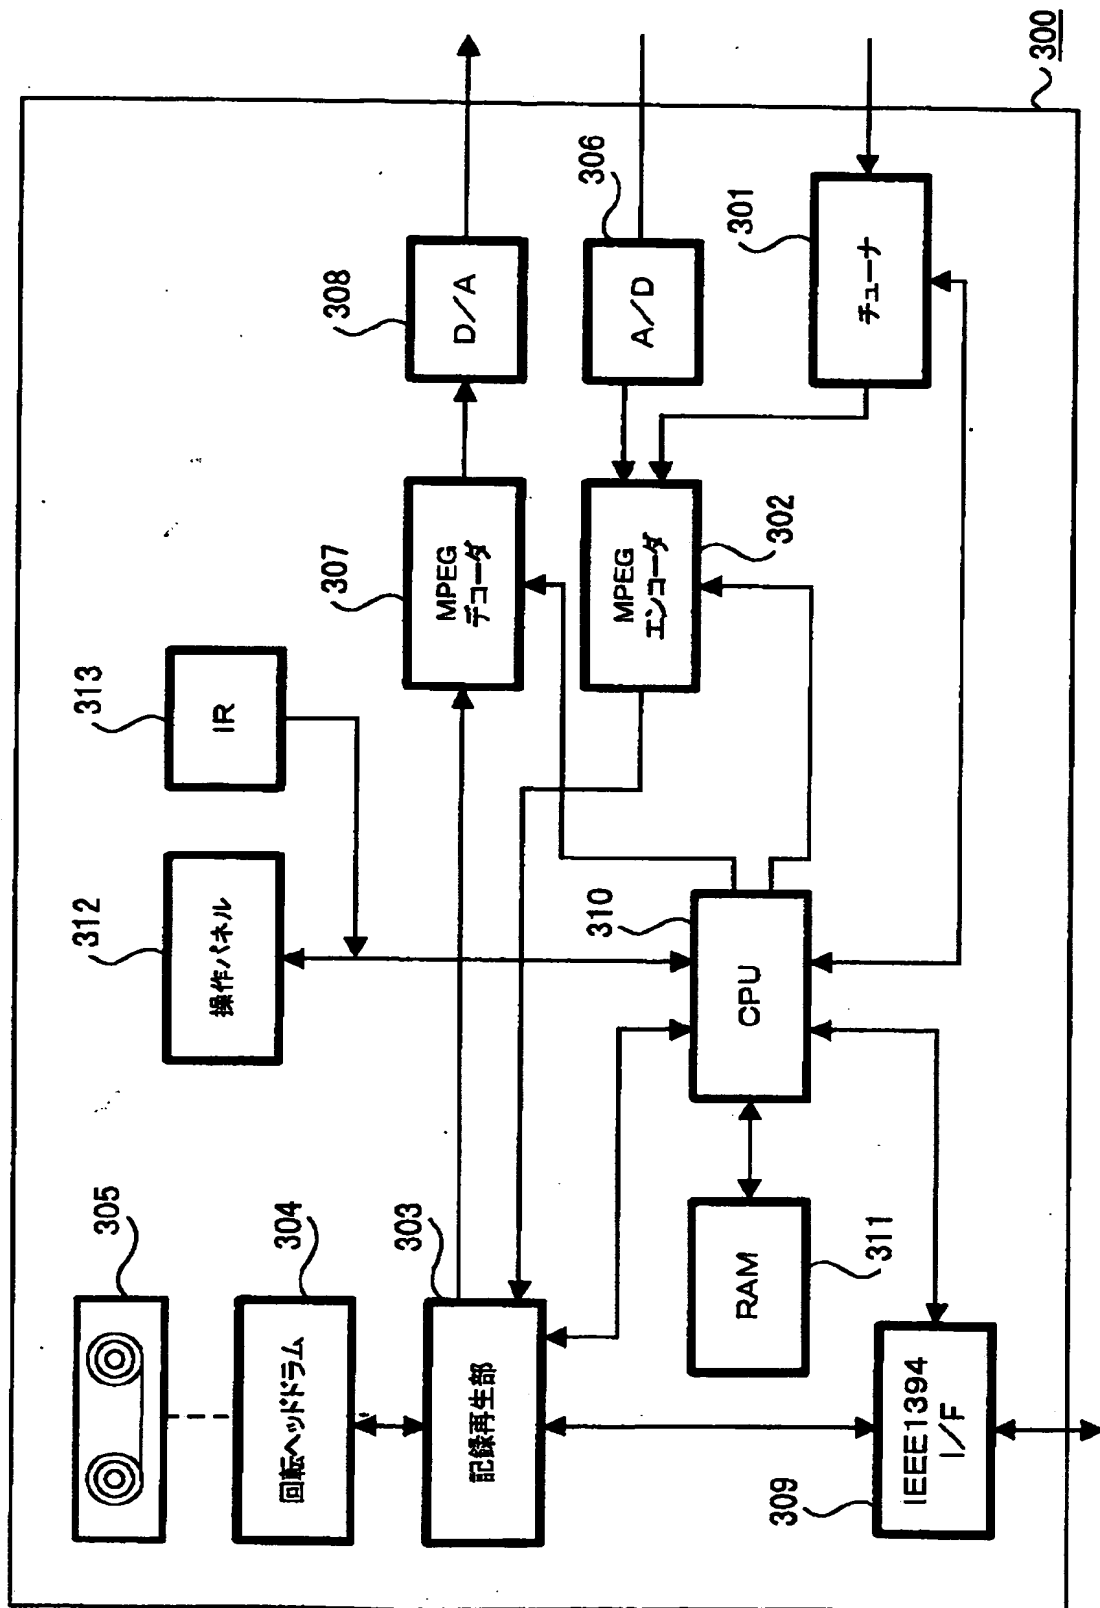 300
305
304
回転ヘッドドラム
303
記録再生部
309
IEEE1394
I/F
312
操作パネル
313
IR
310
CPU
RAM
311
307
MPEG
デコーダ
308
D/A
MPEG
エンコーダ
302
306
A/D
301
チューナ